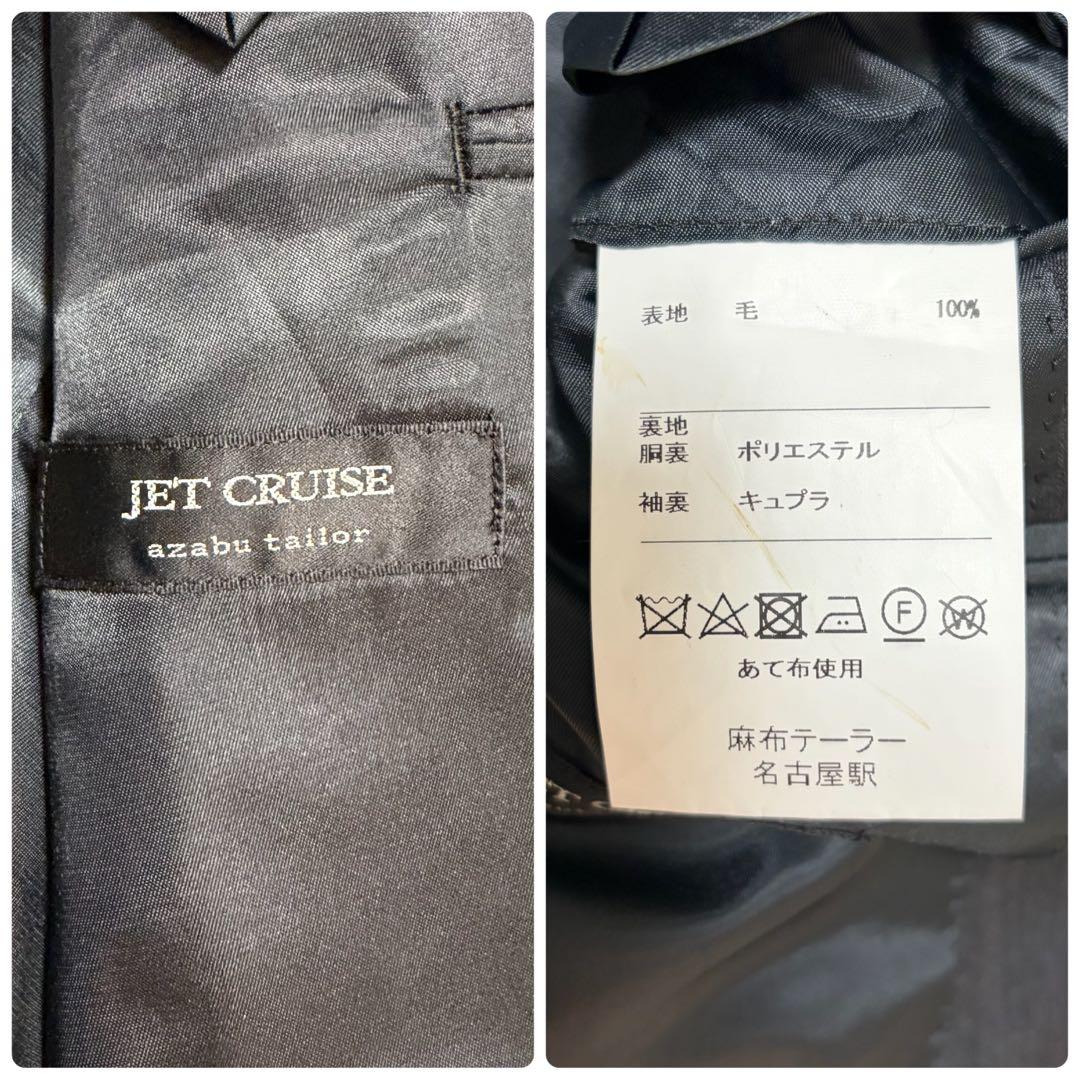 JET CRUISE
azabu tailor
表地 毛 100%
裏地
胴裏 ポリエステル
袖裏 キュプラ
F W
あて布使用
麻布テーラー
名古屋駅